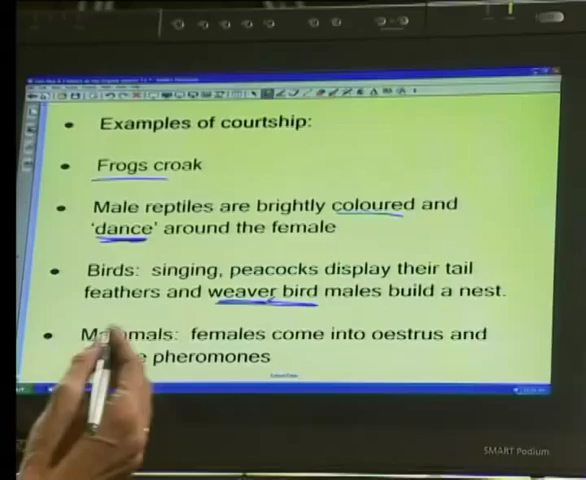 • Examples of courtship:
• Frogs croak
• Male reptiles are brightly coloured and
‘dance’ around the female
• Birds: singing, peacocks display their tail
feathers and weaver bird males build a nest.
• Mammals: females come into oestrus and
pheromones
SMART Podium